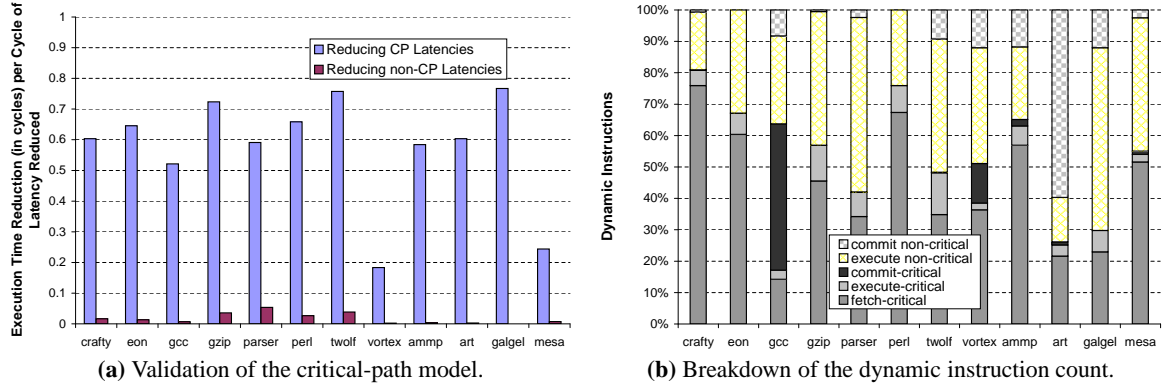 Execution Time Reduction (in cycles) per Cycle of
Latency Reduced
1
0.9
0.8
0.7
0.6
0.5
0.4
0.3
0.2
0.1
0
Reducing CP Latencies
Reducing non-CP Latencies
crafty eon gcc gzip parser perl twolf vortex ammp art galgel mesa
(a) Validation of the critical-path model.
Dynamic Instructions
100%
90%
80%
70%
60%
50%
40%
30%
20%
10%
0%
commit non-critical
execute non-critical
commit-critical
execute-critical
fetch-critical
crafty eon gcc gzip parser perl twolf vortex ammp art galgel mesa
(b) Breakdown of the dynamic instruction count.